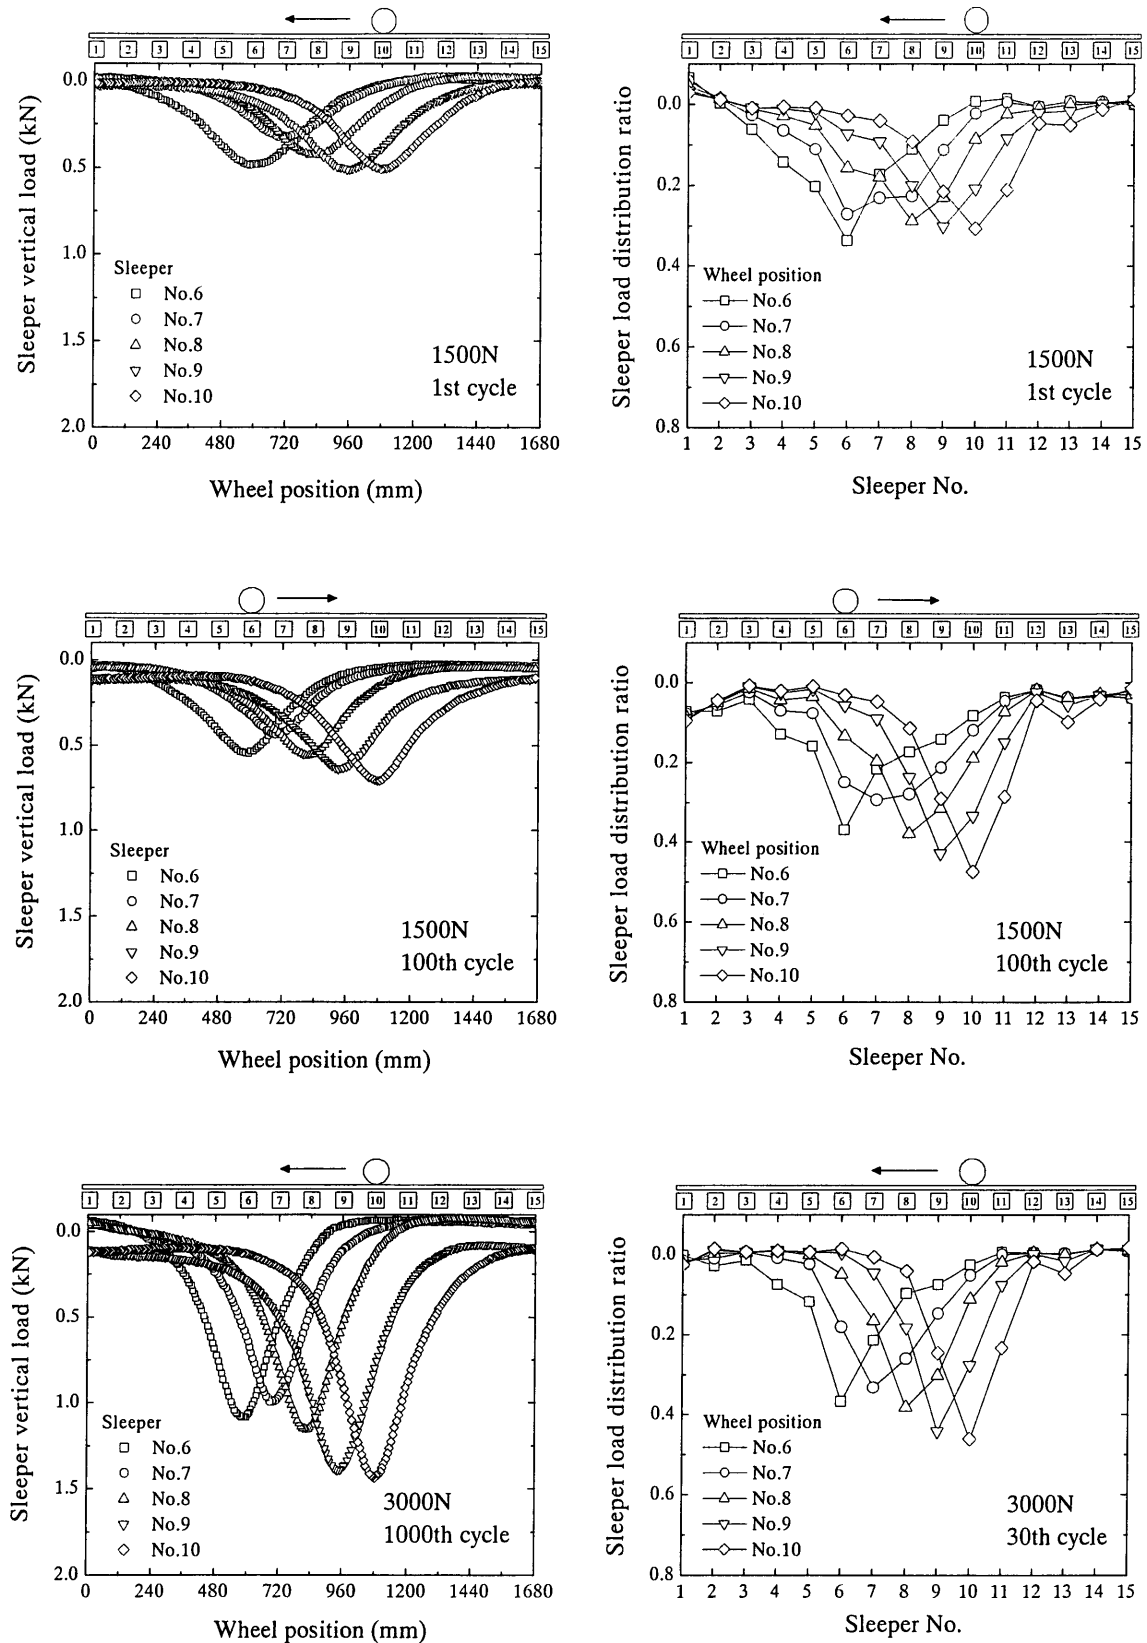 1 2 3 4 5 6 7 8 9 10 11 12 13 14 15
0.0
0.5
1.0
1.5
2.0
Sleeper vertical load (kN)
Sleeper
No.6
No.7
No.8
No.9
No.10
1500N
1st cycle
0 240 480 720 960 1200 1440 1680
Wheel position (mm)
1 2 3 4 5 6 7 8 9 10 11 12 13 14 15
0.0
0.2
0.4
0.6
0.8
Sleeper load distribution ratio
Wheel position
No.6
No.7
No.8
No.9
No.10
1500N
1st cycle
1 2 3 4 5 6 7 8 9 10 11 12 13 14 15
Sleeper No.
1 2 3 4 5 6 7 8 9 10 11 12 13 14 15
0.0
0.5
1.0
1.5
2.0
Sleeper vertical load (kN)
Sleeper
No.6
No.7
No.8
No.9
No.10
1500N
100th cycle
0 240 480 720 960 1200 1440 1680
Wheel position (mm)
1 2 3 4 5 6 7 8 9 10 11 12 13 14 15
0.0
0.2
0.4
0.6
0.8
Sleeper load distribution ratio
Wheel position
No.6
No.7
No.8
No.9
No.10
1500N
100th cycle
1 2 3 4 5 6 7 8 9 10 11 12 13 14 15
Sleeper No.
1 2 3 4 5 6 7 8 9 10 11 12 13 14 15
0.0
0.5
1.0
1.5
2.0
Sleeper vertical load (kN)
Sleeper
No.6
No.7
No.8
No.9
No.10
3000N
1000th cycle
0 240 480 720 960 1200 1440 1680
Wheel position (mm)
1 2 3 4 5 6 7 8 9 10 11 12 13 14 15
0.0
0.2
0.4
0.6
0.8
Sleeper load distribution ratio
Wheel position
No.6
No.7
No.8
No.9
No.10
3000N
30th cycle
1 2 3 4 5 6 7 8 9 10 11 12 13 14 15
Sleeper No.